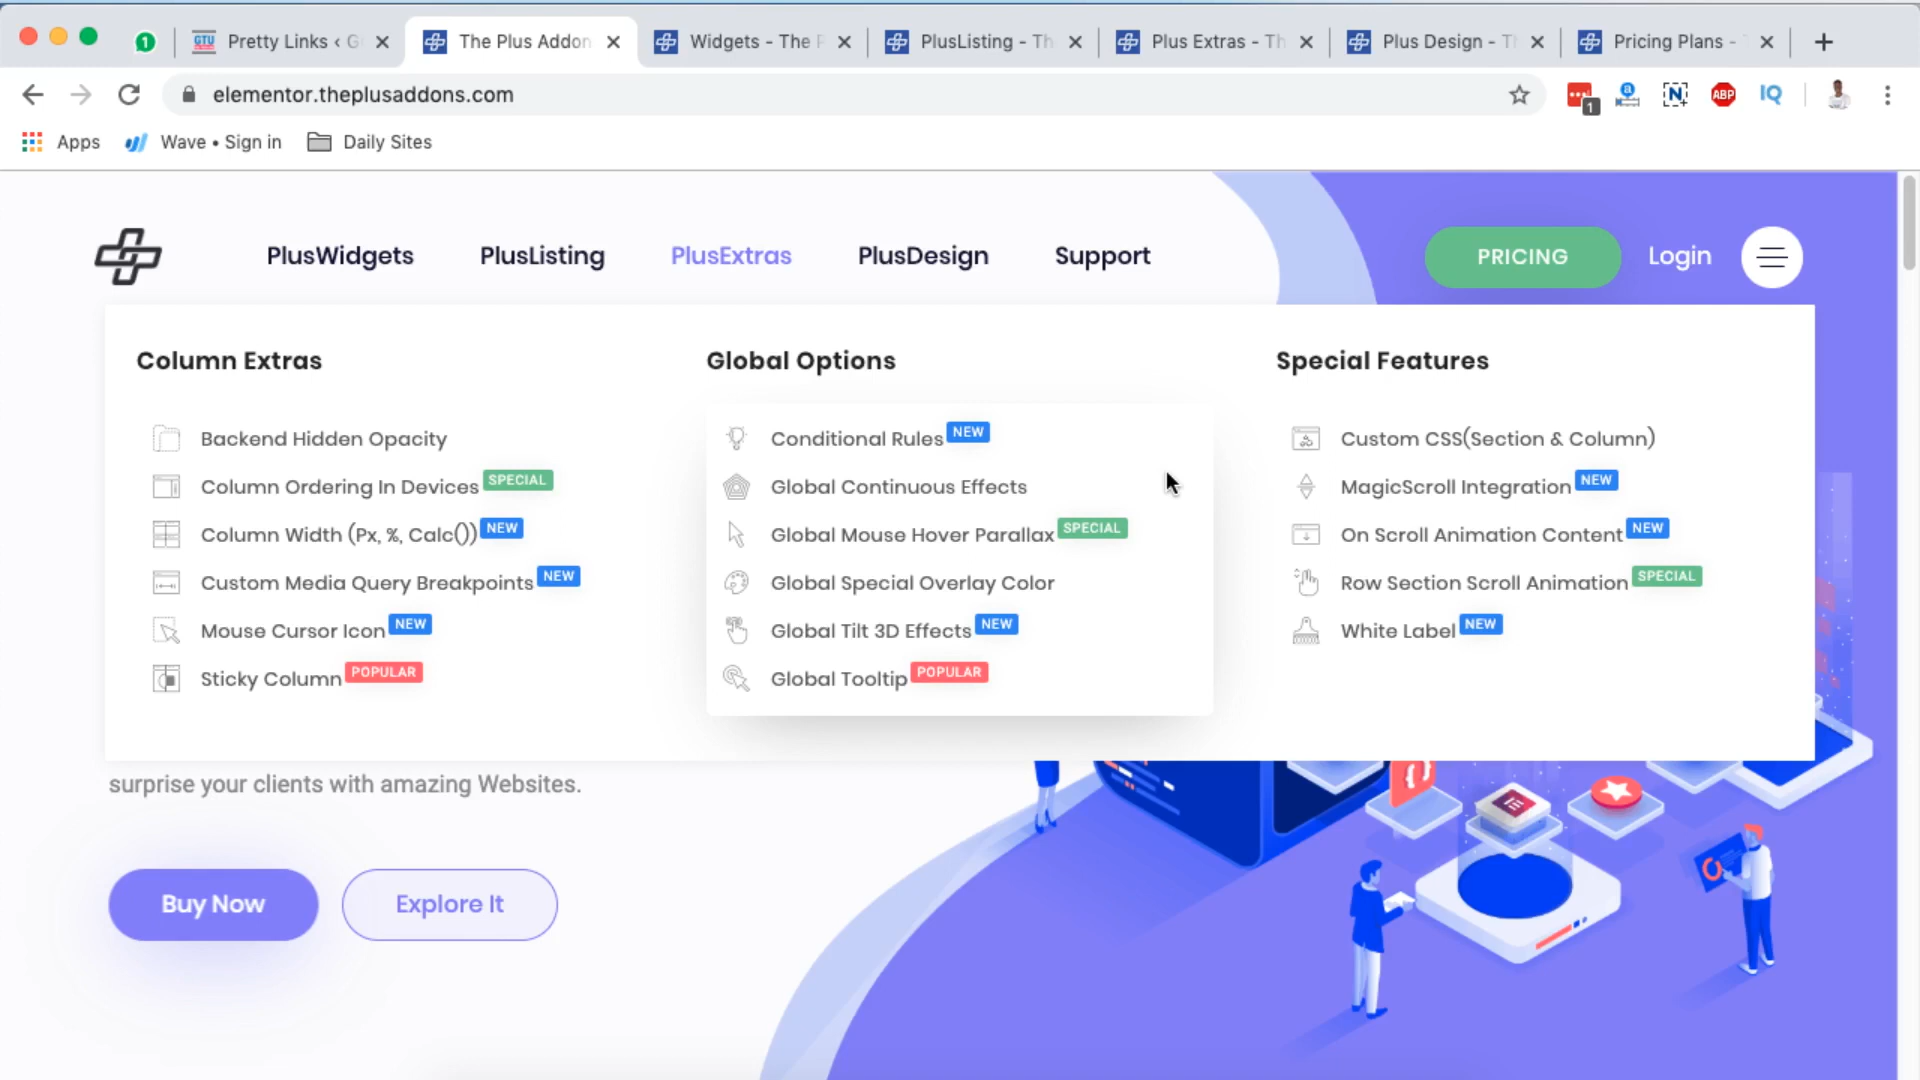 1
GTU
Pretty Links ‹ G
The Plus Addon
Widgets - The P
PlusListing - Th
Plus Extras - Th
Plus Design - Th
Pricing Plans -
elementor.theplusaddons.com
1
a
N
ABP
IQ
Apps
Wave • Sign in
Daily Sites
PlusWidgets
PlusListing
PlusExtras
PlusDesign
Support
PRICING
Login
Column Extras
Backend Hidden Opacity
Column Ordering In Devices SPECIAL
Column Width (Px, %, Calc()) NEW
Custom Media Query Breakpoints NEW
Mouse Cursor Icon NEW
Sticky Column POPULAR
Global Options
Conditional Rules NEW
Global Continuous Effects
Global Mouse Hover Parallax SPECIAL
Global Special Overlay Color
Global Tilt 3D Effects NEW
Global Tooltip POPULAR
Special Features
Custom CSS(Section & Column)
MagicScroll Integration NEW
On Scroll Animation Content NEW
Row Section Scroll Animation SPECIAL
White Label NEW
surprise your clients with amazing Websites.
Buy Now
Explore It